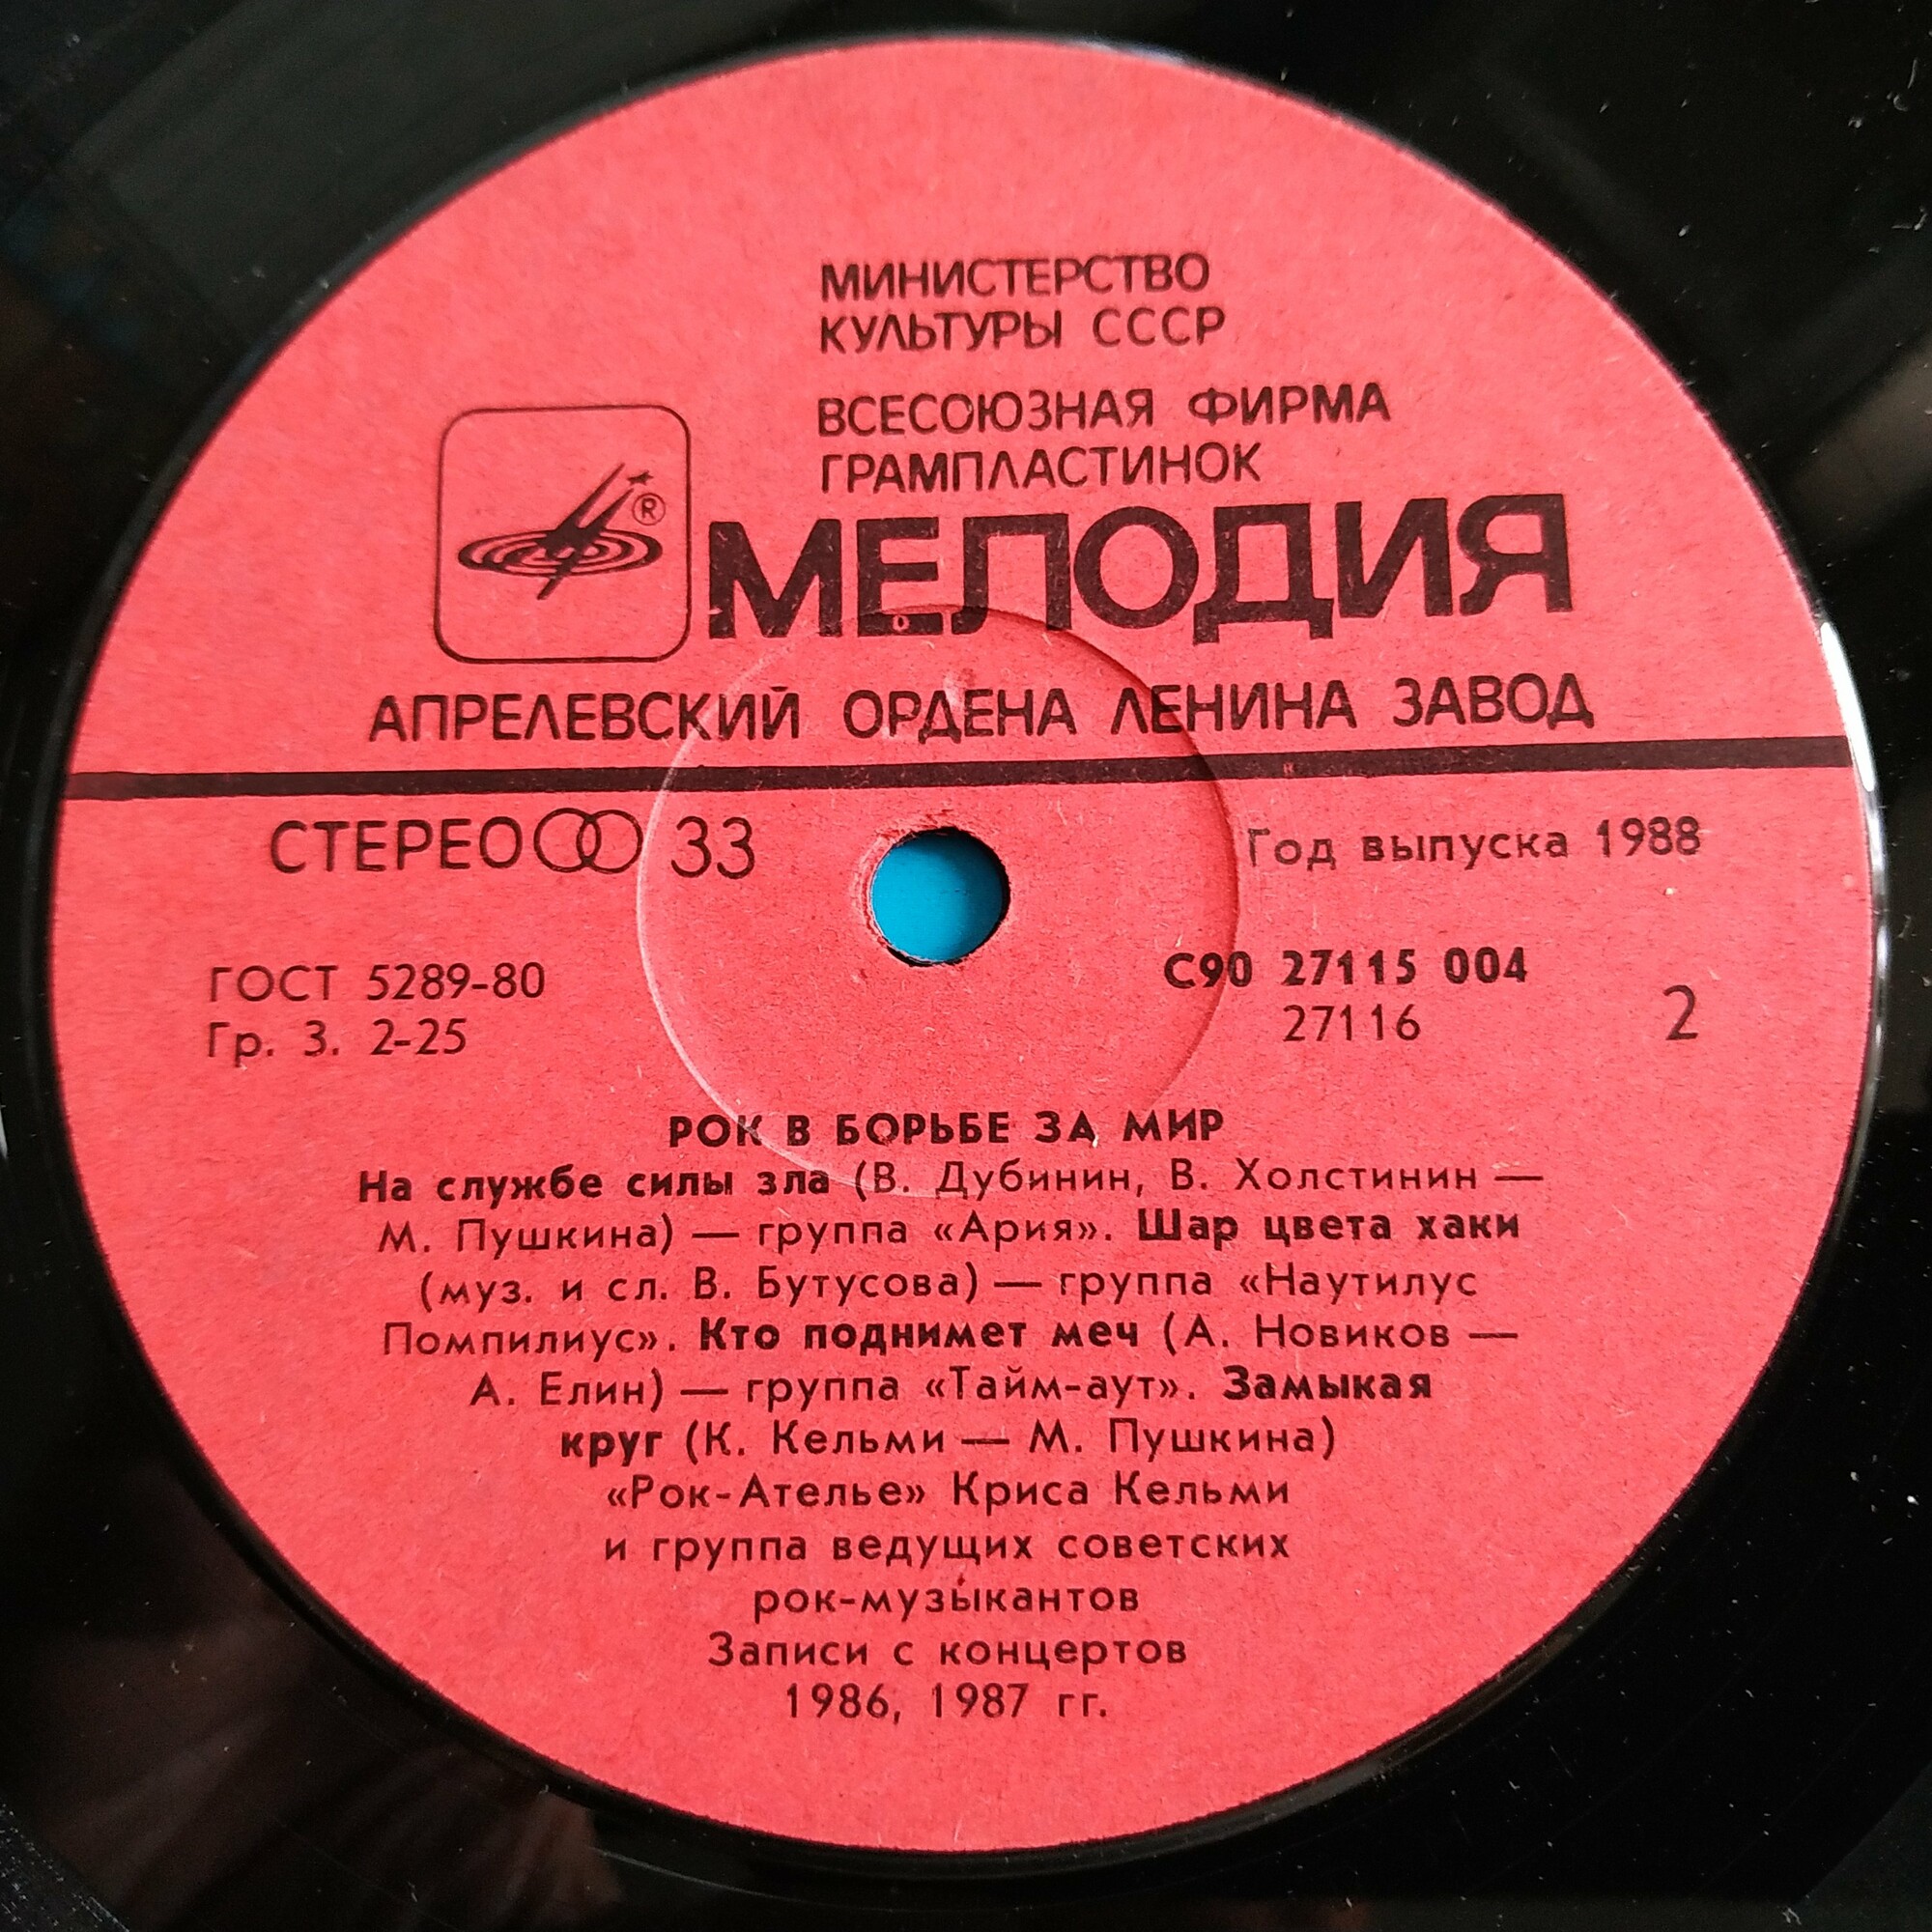 МИНИСТЕРСТВО
КУЛЬТУРЫ СССР
ВСЕСОЮЗНАЯ ФИРМА
ГРАМПЛАСТИНОК
®
МЕЛОДИЯ
АПРЕЛЕВСКИЙ ОРДЕНА ЛЕНИНА ЗАВОД
СТЕРЕО 33
Год выпуска 1988
ГОСТ 5289-80
Гр. 3. 2-25
С90 27115 004
27116
2
РОК В БОРЬБЕ ЗА МИР
На службе силы зла (В. Дубинин, В. Холстинин —
М. Пушкина) — группа «Ария». Шар цвета хаки
(муз. и сл. В. Бутусова) — группа «Наутилус
Помпилиус». Кто поднимет меч (А. Новиков —
А. Елин) — группа «Тайм-аут». Замыкая
круг (К. Кельми — М. Пушкина)
«Рок-Ателье» Криса Кельми
и группа ведущих советских
рок-музыкантов
Записи с концертов
1986, 1987 гг.